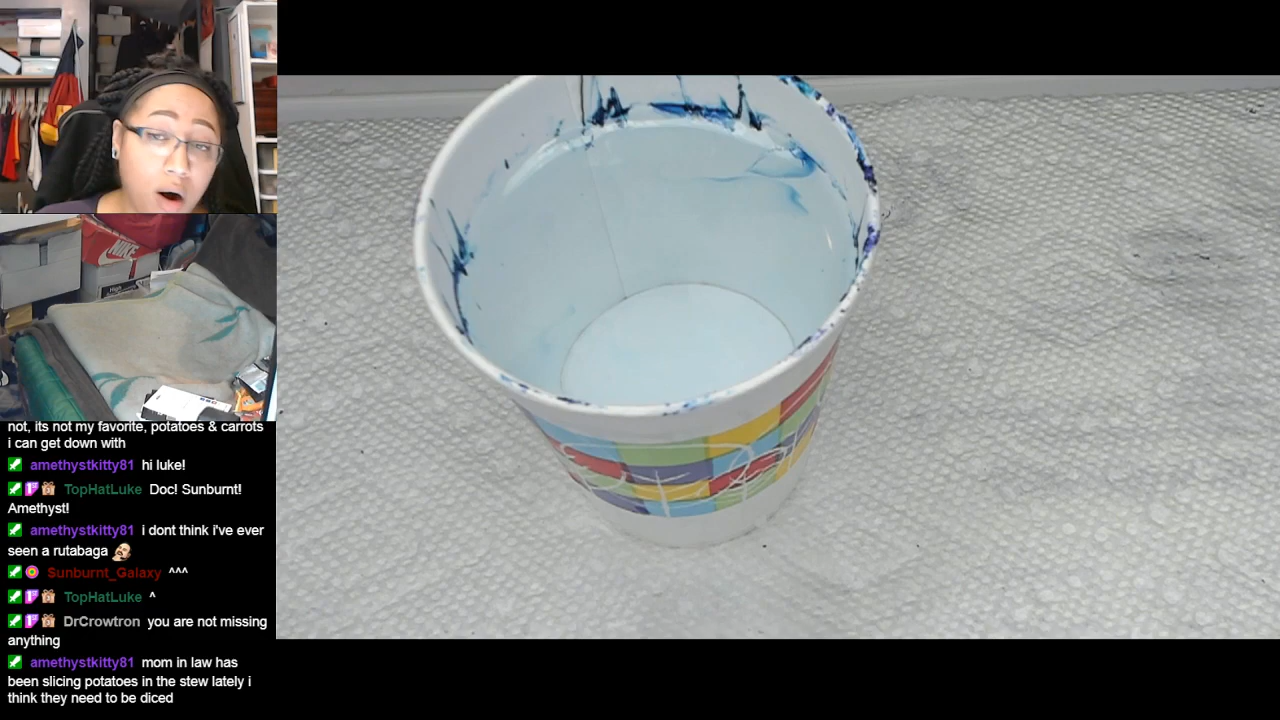 NIKE
High
not, its not my favorite, potatoes & carrots
i can get down with
amethystkitty81 hi luke!
TopHatLuke Doc! Sunburnt!
Amethyst!
amethystkitty81 i dont think i've ever
seen a rutabaga
Sunburnt_Galaxy ^^^
TopHatLuke ^
DrCrowtron you are not missing
anything
amethystkitty81 mom in law has
been slicing potatoes in the stew lately i
think they need to be diced